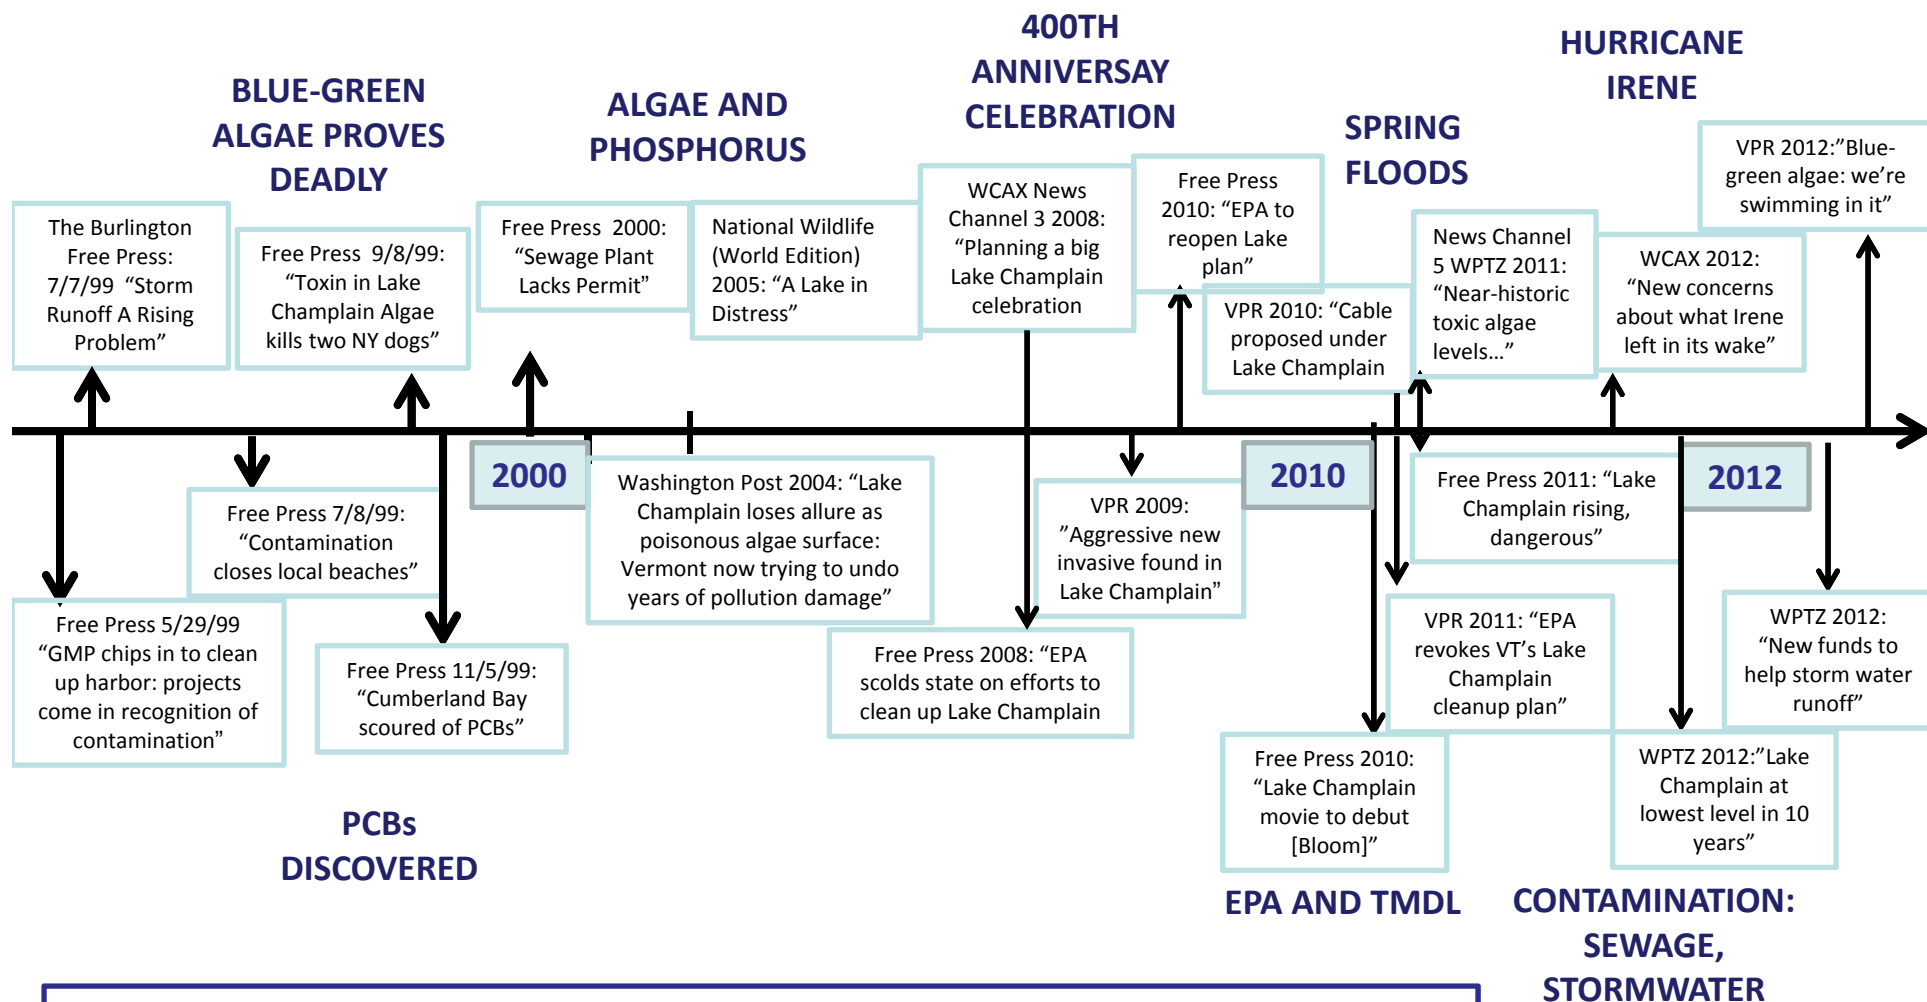 400TH
ANNIVERSAY
CELEBRATION
HURRICANE
IRENE
BLUE-GREEN
ALGAE PROVES
DEADLY
ALGAE AND
PHOSPHORUS
SPRING
FLOODS
The Burlington
Free Press:
7/7/99 “Storm
Runoff A Rising
Problem”
Free Press 9/8/99:
“Toxin in Lake
Champlain Algae
kills two NY dogs”
Free Press 2000:
“Sewage Plant
Lacks Permit”
National Wildlife
(World Edition)
2005: “A Lake in
Distress”
WCAX News
Channel 3 2008:
“Planning a big
Lake Champlain
celebration
Free Press
2010: “EPA to
reopen Lake
plan”
VPR 2010: “Cable
proposed under
Lake Champlain
News Channel
5 WPTZ 2011:
“Near-historic
toxic algae
levels…”
WCAX 2012:
“New concerns
about what Irene
left in its wake”
VPR 2012:”Blue-
green algae: we’re
swimming in it”
2000
2010
2012
Free Press 5/29/99
“GMP chips in to clean
up harbor: projects
come in recognition of
contamination”
Free Press 7/8/99:
“Contamination
closes local beaches”
Free Press 11/5/99:
“Cumberland Bay
scoured of PCBs”
Washington Post 2004: “Lake
Champlain loses allure as
poisonous algae surface:
Vermont now trying to undo
years of pollution damage”
Free Press 2008: “EPA
scolds state on efforts to
clean up Lake Champlain
VPR 2009:
”Aggressive new
invasive found in
Lake Champlain”
Free Press 2010:
“Lake Champlain
movie to debut
[Bloom]”
VPR 2011: “EPA
revokes VT’s Lake
Champlain
cleanup plan”
Free Press 2011: “Lake
Champlain rising,
dangerous”
WPTZ 2012:”Lake
Champlain at
lowest level in 10
years”
WPTZ 2012:
“New funds to
help storm water
runoff”
PCBs
DISCOVERED
EPA AND TMDL
CONTAMINATION:
SEWAGE,
STORMWATER